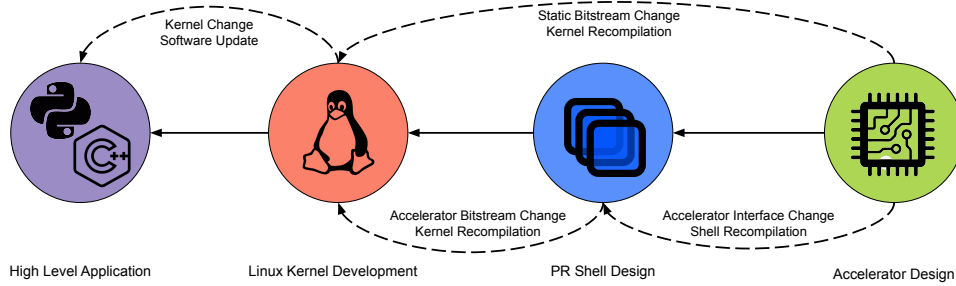 Kernel Change
Software Update
Static Bitstream Change
Kernel Recompilation
C++
Accelerator Bitstream Change
Kernel Recompilation
Accelerator Interface Change
Shell Recompilation
High Level Application
Linux Kernel Development
PR Shell Design
Accelerator Design